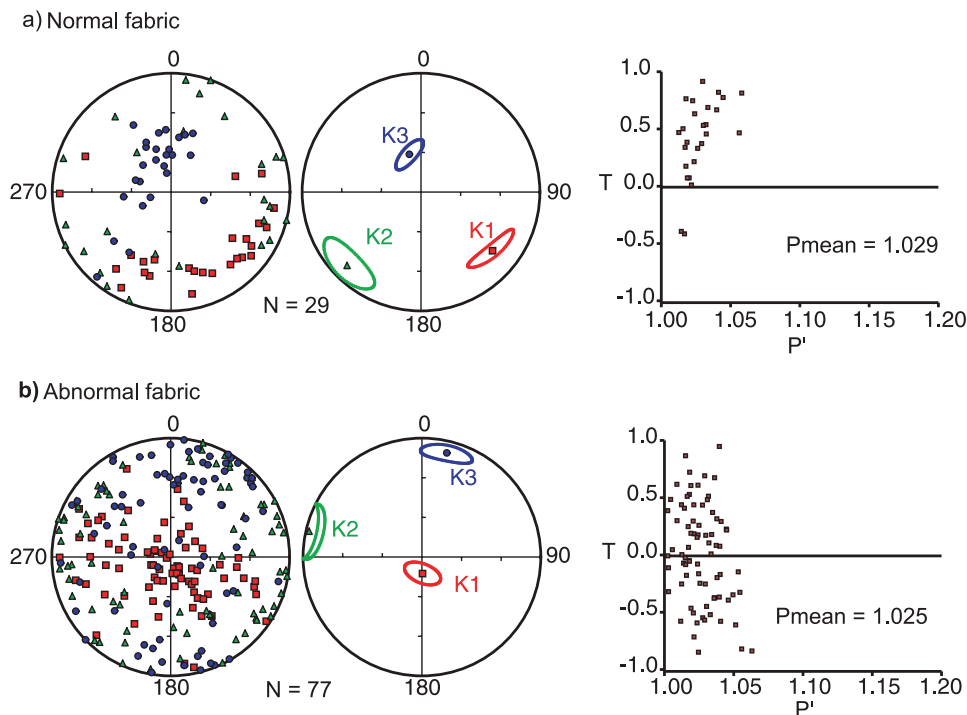 a) Normal fabric
0
0
270
90
K3
K2
K1
N = 29
180
180
1.0
0.5
T 0.0
-0.5
-1.0
Pmean = 1.029
1.00 1.05 1.10 1.15 1.20
P'
b) Abnormal fabric
0
0
270
90
K3
K2
K1
N = 77
180
180
1.0
0.5
T 0.0
-0.5
-1.0
Pmean = 1.025
1.00 1.05 1.10 1.15 1.20
P'